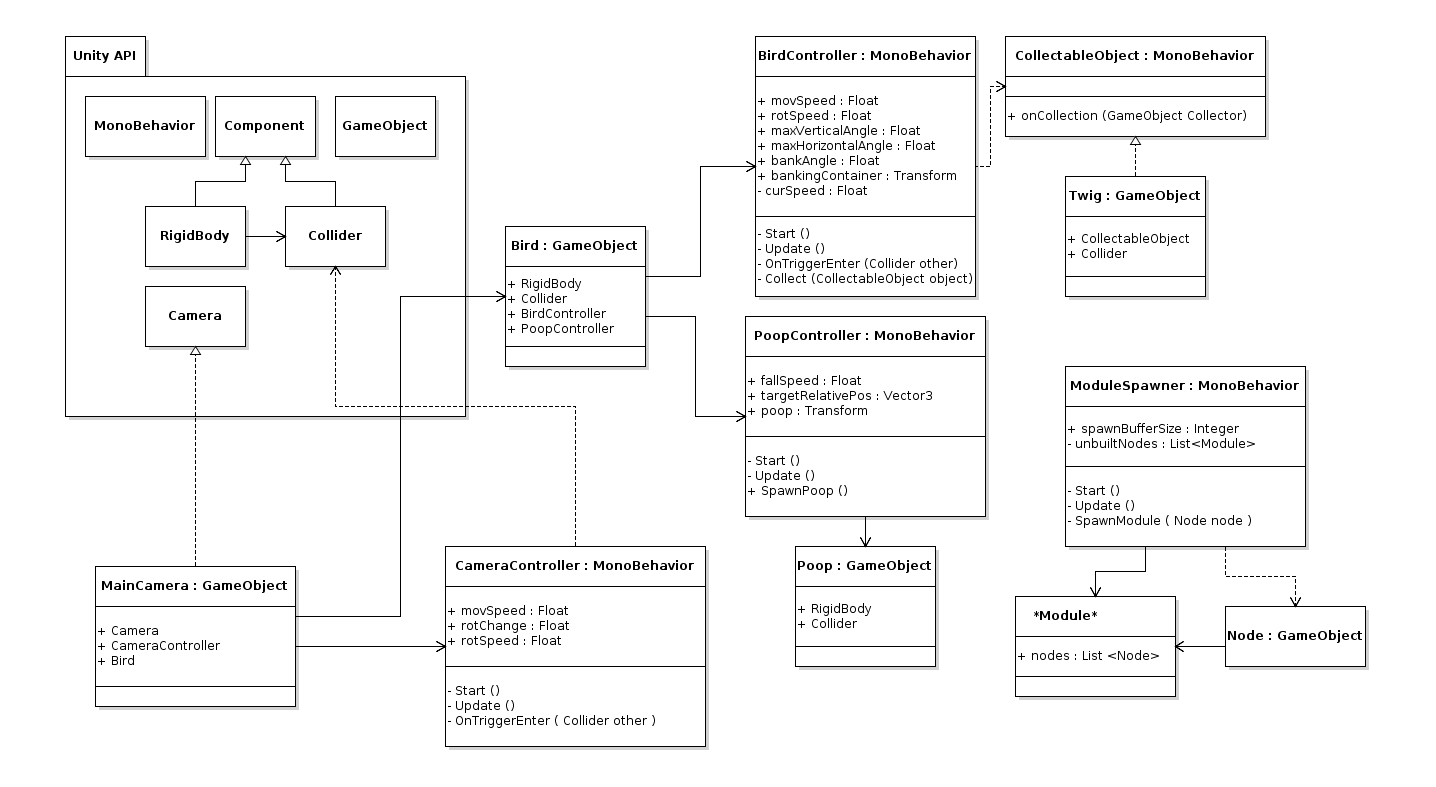 Unity API
MonoBehavior
Component
GameObject
RigidBody
Collider
Camera
Bird : GameObject
+ RigidBody
+ Collider
+ BirdController
+ PoopController
BirdController : MonoBehavior
+ movSpeed : Float
+ rotSpeed : Float
+ maxVerticalAngle : Float
+ maxHorizontalAngle : Float
+ bankAngle : Float
+ bankingContainer : Transform
- curSpeed : Float
- Start ()
- Update ()
- OnTriggerEnter (Collider other)
- Collect (CollectableObject object)
CollectableObject : MonoBehavior
+ onCollection (GameObject Collector)
Twig : GameObject
+ CollectableObject
+ Collider
PoopController : MonoBehavior
+ fallSpeed : Float
+ targetRelativePos : Vector3
+ poop : Transform
- Start ()
- Update ()
+ SpawnPoop ()
ModuleSpawner : MonoBehavior
+ spawnBufferSize : Integer
- unbuiltNodes : List<Module>
- Start ()
- Update ()
- SpawnModule ( Node node )
MainCamera : GameObject
+ Camera
+ CameraController
+ Bird
CameraController : MonoBehavior
+ movSpeed : Float
+ rotChange : Float
+ rotSpeed : Float
- Start ()
- Update ()
- OnTriggerEnter ( Collider other )
Poop : GameObject
+ RigidBody
+ Collider
*Module*
+ nodes : List <Node>
Node : GameObject